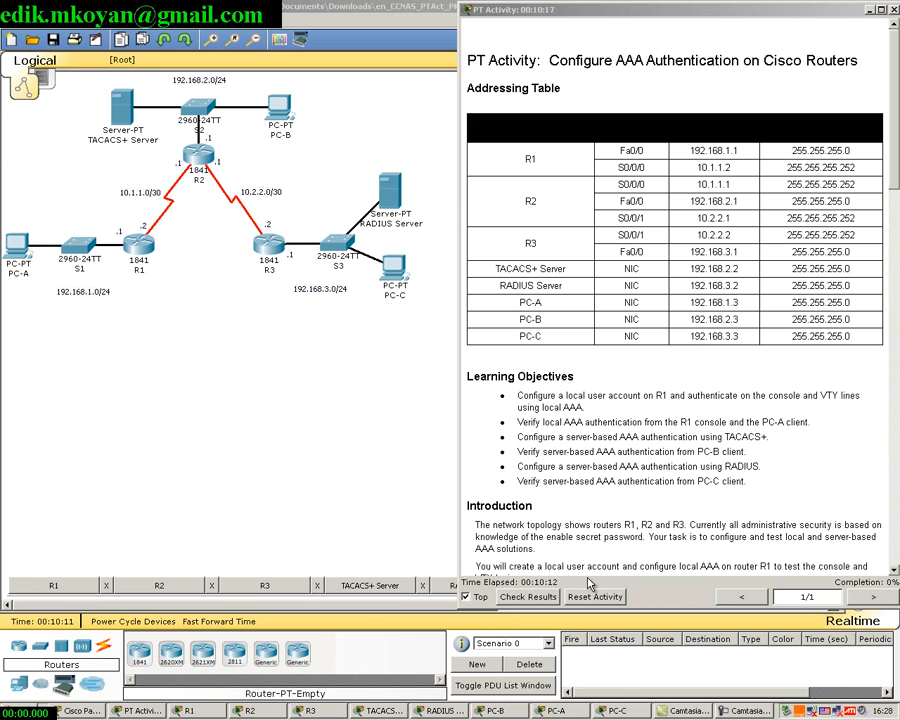 edik.mkoyan@gmail.com
Documents\Downloads\en_CCNAS_PTAct_P
PT Activity: 00:10:17
Logical
[Root]
192.168.2.0/24
Server-PT
TACACS+ Server
2960-24TT
S2
PC-PT
PC-B
.1
.1
1841
R2
10.1.1.0/30
10.2.2.0/30
.1
.2
.2
Server-PT
RADIUS Server
PC-PT
PC-A
2960-24TT
S1
1841
R1
1841
R3
.1
2960-24TT
S3
PC-PT
PC-C
192.168.1.0/24
192.168.3.0/24
PT Activity: Configure AAA Authentication on Cisco Routers
Addressing Table
R1
Fa0/0 192.168.1.1 255.255.255.0
S0/0/0 10.1.1.2 255.255.255.252
R2
S0/0/0 10.1.1.1 255.255.255.252
Fa0/0 192.168.2.1 255.255.255.0
S0/0/1 10.2.2.1 255.255.255.252
R3
S0/0/1 10.2.2.2 255.255.255.252
Fa0/0 192.168.3.1 255.255.255.0
TACACS+ Server NIC 192.168.2.2 255.255.255.0
RADIUS Server NIC 192.168.3.2 255.255.255.0
PC-A NIC 192.168.1.3 255.255.255.0
PC-B NIC 192.168.2.3 255.255.255.0
PC-C NIC 192.168.3.3 255.255.255.0
Learning Objectives
• Configure a local user account on R1 and authenticate on the console and VTY lines
using local AAA.
• Verify local AAA authentication from the R1 console and the PC-A client.
• Configure a server-based AAA authentication using TACACS+.
• Verify server-based AAA authentication from PC-B client.
• Configure a server-based AAA authentication using RADIUS.
• Verify server-based AAA authentication from PC-C client.
Introduction
The network topology shows routers R1, R2 and R3. Currently all administrative security is based on
knowledge of the enable secret password. Your task is to configure and test local and server-based
AAA solutions.
You will create a local user account and configure local AAA on router R1 to test the console and
Time Elapsed: 00:10:12 Completion: 0%
Top Check Results Reset Activity < 1/1 >
R1 X R2 X R3 X TACACS+ Server X
Time: 00:10:11 Power Cycle Devices Fast Forward Time Realtime
Routers
1841 2620XM 2621XM 2811 Generic Generic
Router-PT-Empty
Scenario 0
New Delete
Toggle PDU List Window
Fire Last Status Source Destination Type Color Time (sec) Periodic
00:00.000 Cisco Pa... PT Activi... R1 R2 R3 TACACS... RADIUS ... PC-B PC-A PC-C Camtasia... Camtasia... 16:28